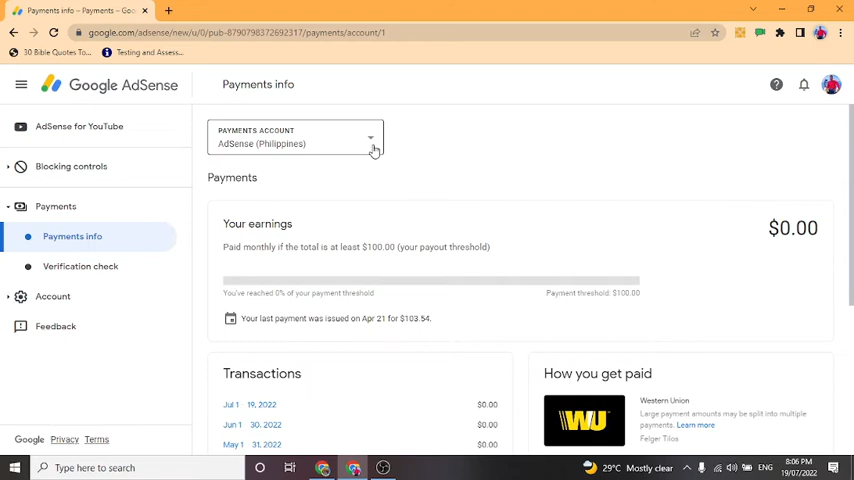 Payments info – Payments – Goo
google.com/adsense/new/u/0/pub-8790798372692317/payments/account/1
30 Bible Quotes To...
Testing and Assess...
Google AdSense
Payments info
AdSense for YouTube
PAYMENTS ACCOUNT
AdSense (Philippines)
Blocking controls
Payments
Payments
Your earnings
$0.00
Payments info
Paid monthly if the total is at least $100.00 (your payout threshold)
Verification check
You've reached 0% of your payment threshold
Payment threshold: $100.00
Account
Your last payment was issued on Apr 21 for $103.54.
Feedback
Transactions
How you get paid
Jul 1 19, 2022
$0.00
Jun 1 30, 2022
$0.00
May 1 31, 2022
$0.00
WU
Western Union
Large payment amounts may be split into multiple
payments. Learn more
Felger Tilos
Google Privacy Terms
Type here to search
29°C Mostly clear
ENG
8:06 PM
19/07/2022